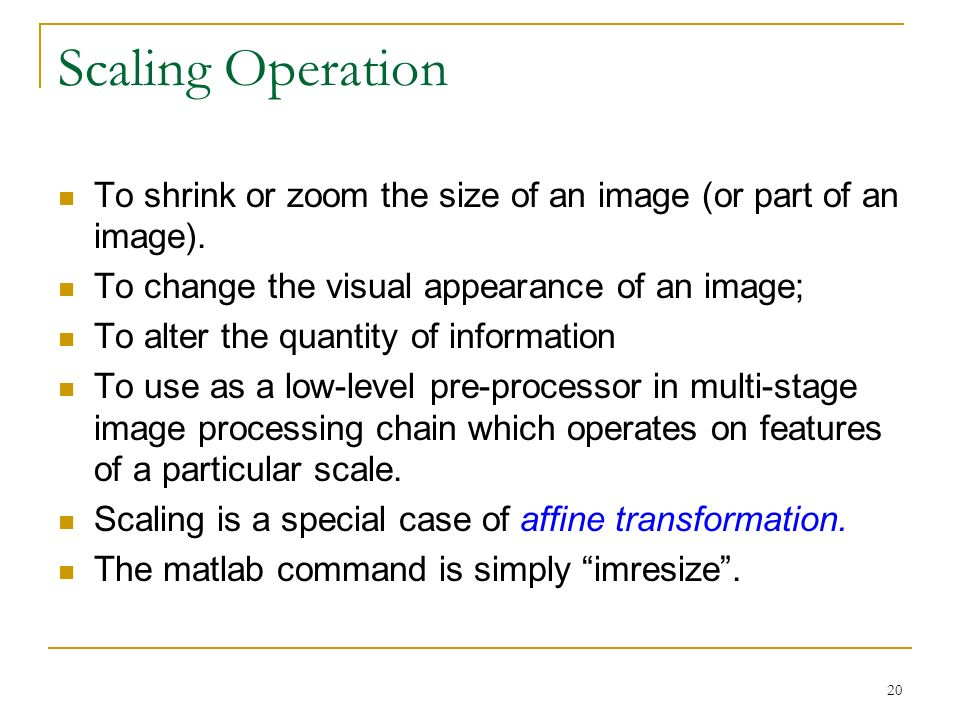 Scaling Operation
To shrink or zoom the size of an image (or part of an
image).
To change the visual appearance of an image;
To alter the quantity of information
To use as a low-level pre-processor in multi-stage
image processing chain which operates on features
of a particular scale.
Scaling is a special case of affine transformation.
The matlab command is simply “imresize”.
20